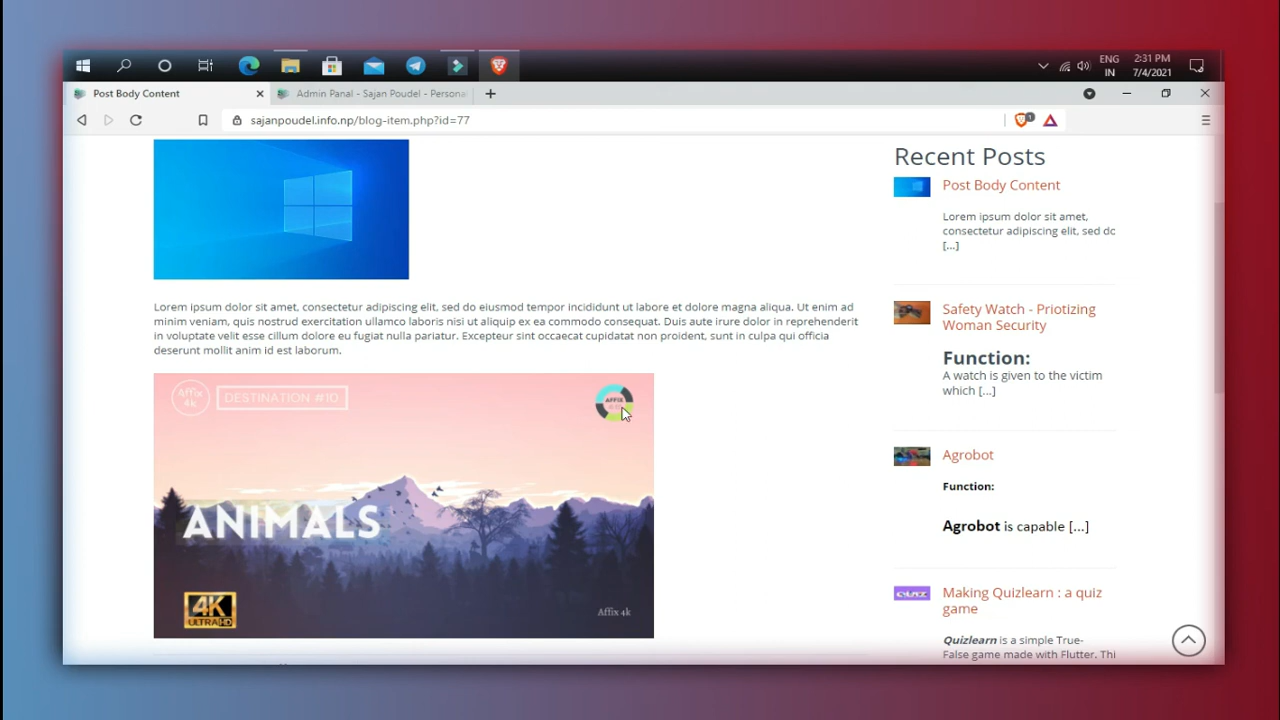 ENG
IN
2:31 PM
7/4/2021
Post Body Content
Admin Panal - Sajan Poudel - Persona
sajanpoudel.info.np/blog-item.php?id=77
1
Lorem ipsum dolor sit amet, consectetur adipiscing elit, sed do eiusmod tempor incididunt ut labore et dolore magna aliqua. Ut enim ad
minim veniam, quis nostrud exercitation ullamco laboris nisi ut aliquip ex ea commodo consequat. Duis aute irure dolor in reprehenderit
in voluptate velit esse cillum dolore eu fugiat nulla pariatur. Excepteur sint occaecat cupidatat non proident, sunt in culpa qui officia
deserunt mollit anim id est laborum.
Affix
4k
DESTINATION #10
AFFIX
ANIMALS
4K
ULTRA HD
Affix 4k
Recent Posts
Post Body Content
Lorem ipsum dolor sit amet,
consectetur adipiscing elit, sed do
[...]
Safety Watch - Priotizing
Woman Security
Function:
A watch is given to the victim
which [...]
Agrobot
Function:
Agrobot is capable [...]
Making Quizlearn : a quiz
game
Quizlearn is a simple True-
False game made with Flutter. Thi